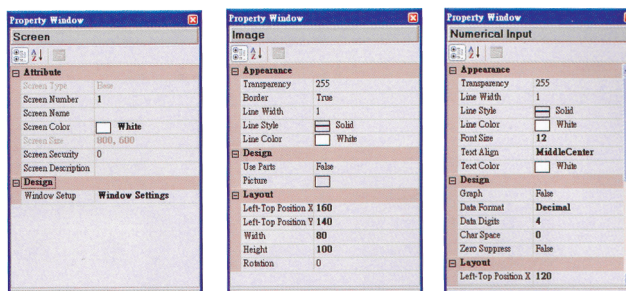 Property Window
Screen
Attribute
Screen Type Base
Screen Number 1
Screen Name
Screen Color White
Screen Size 800, 600
Screen Security 0
Screen Description
Design
Window Setup Window Settings
Property Window
Image
Appearance
Transparency 255
Border True
Line Width 1
Line Style Solid
Line Color White
Design
Use Parts False
Picture
Layout
Left-Top Position X 160
Left-Top Position Y 140
Width 80
Height 100
Rotation 0
Property Window
Numerical Input
Appearance
Transparency 255
Line Width 1
Line Style Solid
Line Color White
Font Size 12
Text Align MiddleCenter
Text Color White
Design
Graph False
Data Format Decimal
Data Digits 4
Char Space 0
Zero Suppress False
Layout
Left-Top Position X 120